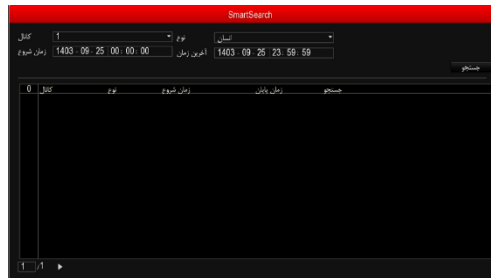 SmartSearch
کانال 1 نوع انسان
زمان شروع 1403 - 09 - 25 00 : 00 : 00 آخرین زمان 1403 - 09 - 25 23 : 59 : 59
جستجو
0 کانال نوع زمان شروع زمان پایان جستجو
1 /1